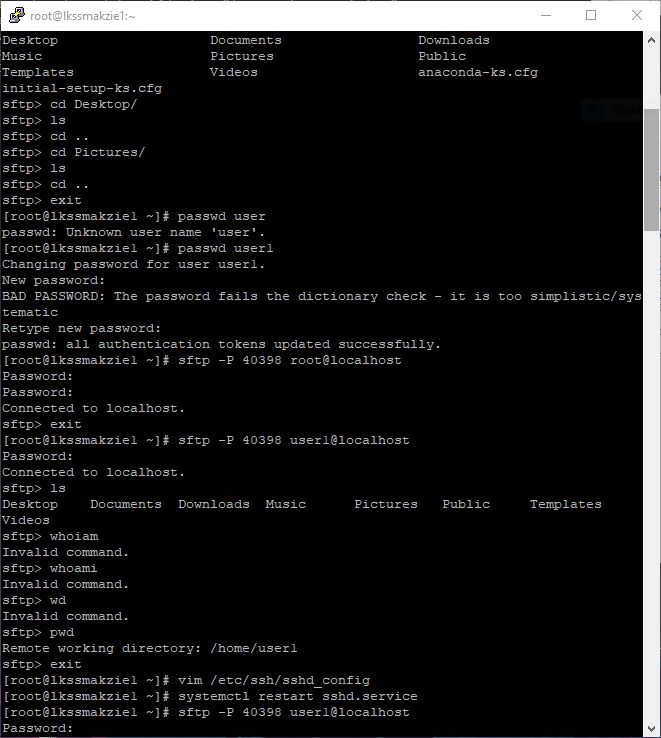 root@lkssmakzie1:~
Desktop Documents Downloads
Music Pictures Public
Templates Videos anaconda-ks.cfg
initial-setup-ks.cfg
sftp> cd Desktop/
sftp> ls
sftp> cd ..
sftp> cd Pictures/
sftp> ls
sftp> cd ..
sftp> exit
[root@lkssmakzie1 ~]# passwd user
passwd: Unknown user name 'user'.
[root@lkssmakzie1 ~]# passwd user1
Changing password for user user1.
New password:
BAD PASSWORD: The password fails the dictionary check - it is too simplistic/sys
tematic
Retype new password:
passwd: all authentication tokens updated successfully.
[root@lkssmakzie1 ~]# sftp -P 40398 root@localhost
Password:
Password:
Connected to localhost.
sftp> exit
[root@lkssmakzie1 ~]# sftp -P 40398 user1@localhost
Password:
Connected to localhost.
sftp> ls
Desktop Documents Downloads Music Pictures Public Templates
Videos
sftp> whoiam
Invalid command.
sftp> whoami
Invalid command.
sftp> wd
Invalid command.
sftp> pwd
Remote working directory: /home/user1
sftp> exit
[root@lkssmakzie1 ~]# vim /etc/ssh/sshd_config
[root@lkssmakzie1 ~]# systemctl restart sshd.service
[root@lkssmakzie1 ~]# sftp -P 40398 user1@localhost
Password: